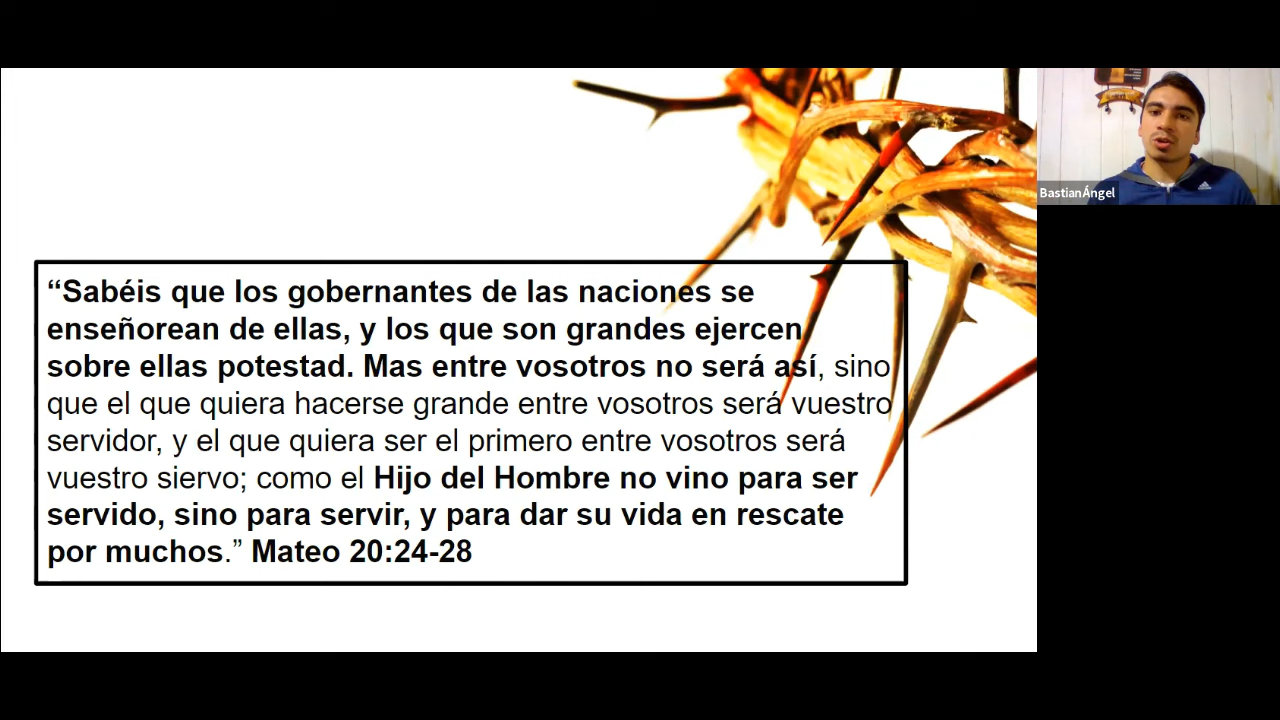 “Sabéis que los gobernantes de las naciones se
enseñorean de ellas, y los que son grandes ejercen
sobre ellas potestad. Mas entre vosotros no será así, sino
que el que quiera hacerse grande entre vosotros será vuestro
servidor, y el que quiera ser el primero entre vosotros será
vuestro siervo; como el Hijo del Hombre no vino para ser
servido, sino para servir, y para dar su vida en rescate
por muchos.” Mateo 20:24-28
BastianÁngel